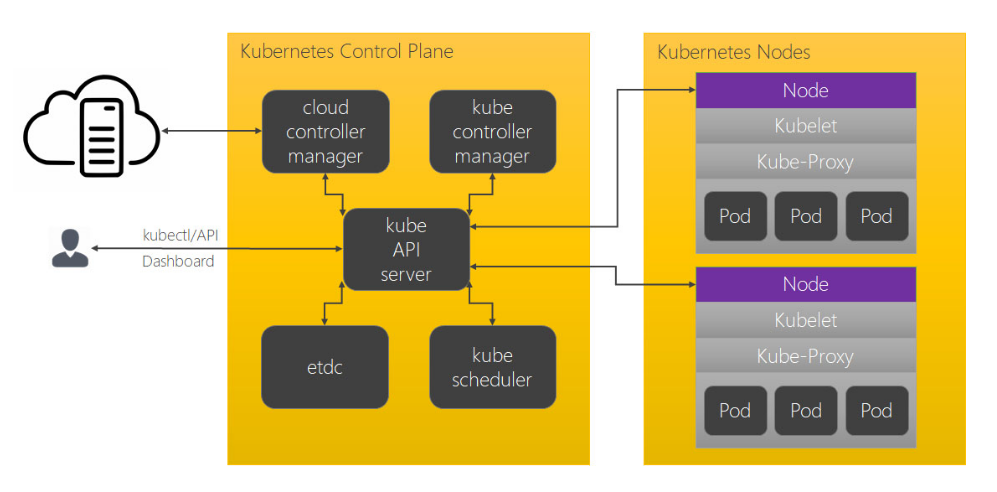 Kubernetes Control Plane
cloud
controller
manager
kube
controller
manager
kubectl/API
Dashboard
kube
API
server
etdc
kube
scheduler
Kubernetes Nodes
Node
Kubelet
Kube-Proxy
Pod Pod Pod
Node
Kubelet
Kube-Proxy
Pod Pod Pod